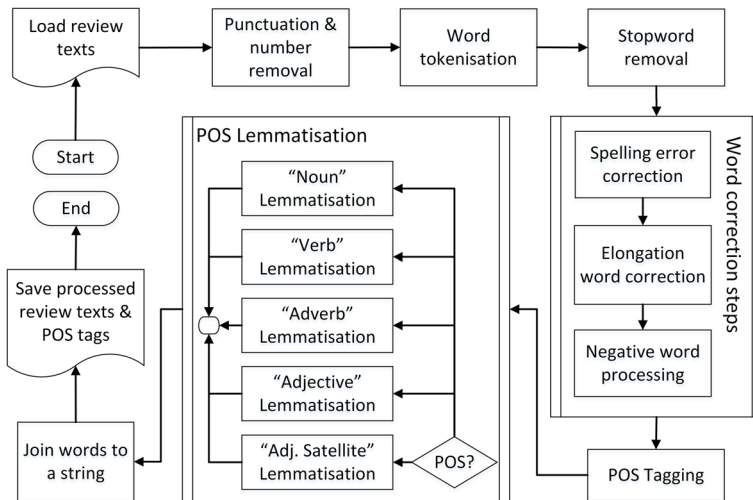 Load review
texts
Punctuation &
number
removal
Word
tokenisation
Stopword
removal
Start
End
POS Lemmatisation
“Noun”
Lemmatisation
“Verb”
Lemmatisation
“Adverb”
Lemmatisation
“Adjective”
Lemmatisation
“Adj. Satellite”
Lemmatisation
POS?
Word correction steps
Spelling error
correction
Elongation
word correction
Negative word
processing
POS Tagging
Save processed
review texts &
POS tags
Join words to
a string